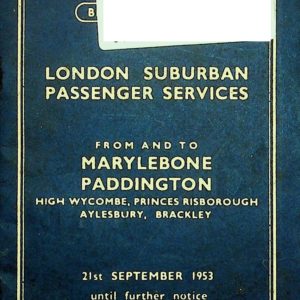 LONDON SUBURBAN
PASSENGER SERVICES
FROM AND TO
MARYLEBONE
PADDINGTON
HIGH WYCOMBE, PRINCES RISBOROUGH
AYLESBURY, BRACKLEY
21st SEPTEMBER 1953
until further notice